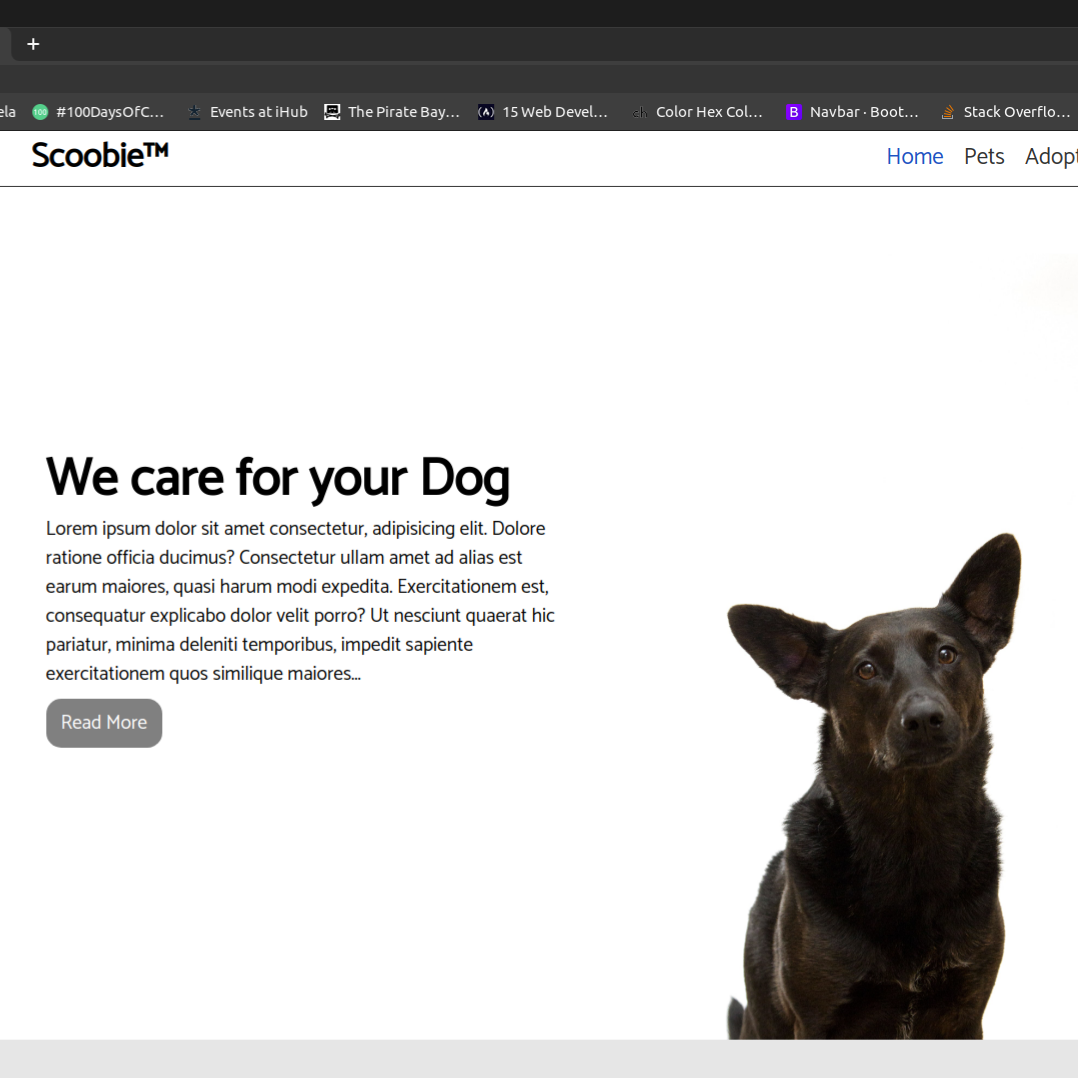 +
ela
100 #100DaysOfC...
Events at iHub
The Pirate Bay...
(A) 15 Web Devel...
ch Color Hex Col...
B Navbar · Boot...
Stack Overflo...
Scoobie™
Home Pets Adopt
We care for your Dog
Lorem ipsum dolor sit amet consectetur, adipisicing elit. Dolore
ratione officia ducimus? Consectetur ullam amet ad alias est
earum maiores, quasi harum modi expedita. Exercitationem est,
consequatur explicabo dolor velit porro? Ut nesciunt quaerat hic
pariatur, minima deleniti temporibus, impedit sapiente
exercitationem quos similique maiores...
Read More